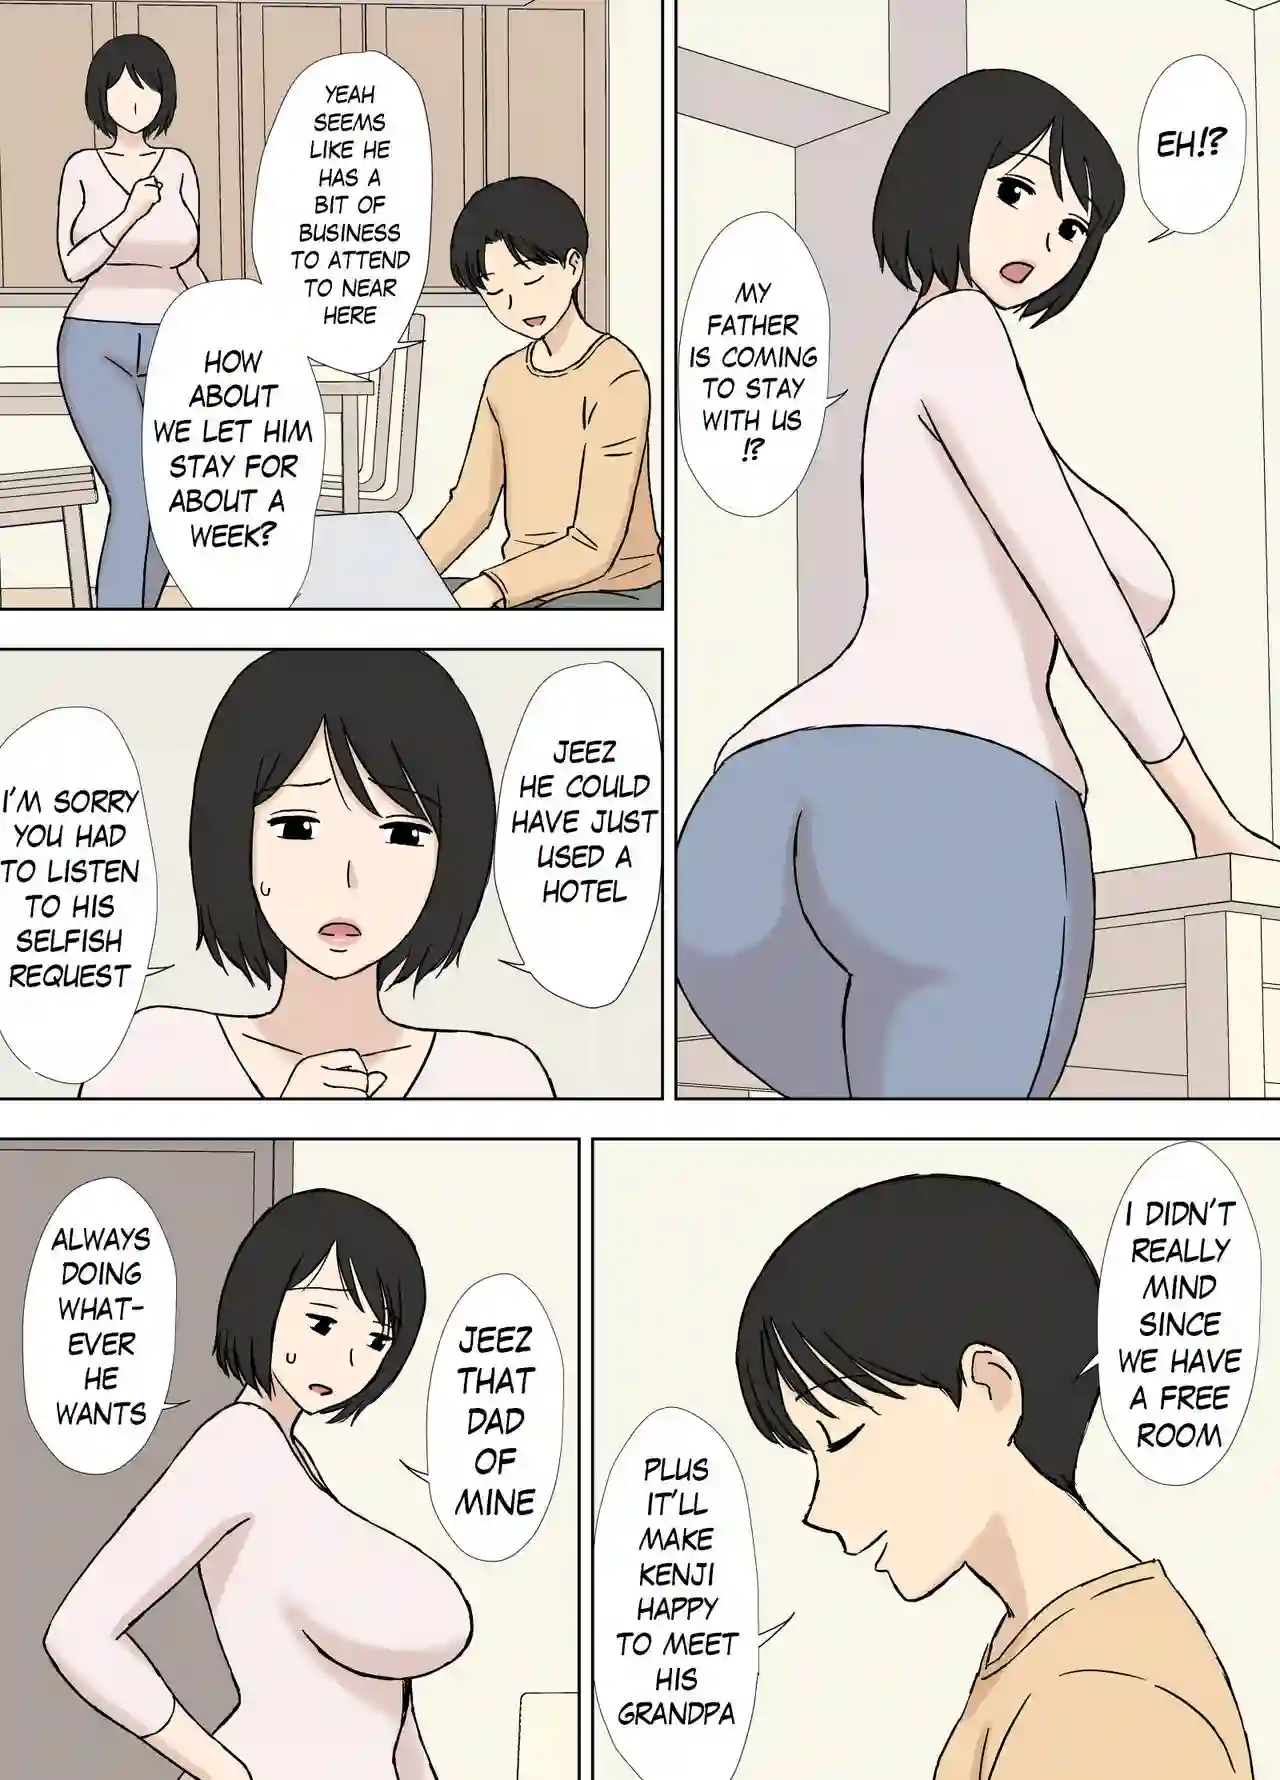 EH!?
MY
FATHER
IS COMING
TO STAY
WITH US
!?
YEAH
SEEMS
LIKE HE
HAS A
BIT OF
BUSINESS
TO ATTEND
TO NEAR
HERE
HOW
ABOUT
WE LET HIM
STAY FOR
ABOUT A
WEEK?
JEEZ
HE COULD
HAVE JUST
USED A
HOTEL
I'M SORRY
YOU HAD
TO LISTEN
TO HIS
SELFISH
REQUEST
I DIDN'T
REALLY
MIND
SINCE
WE HAVE
A FREE
ROOM
PLUS
IT'LL
MAKE
KENJI
HAPPY
TO MEET
HIS
GRANDPA
JEEZ
THAT
DAD
OF
MINE
ALWAYS
DOING
WHAT-
EVER
HE
WANTS